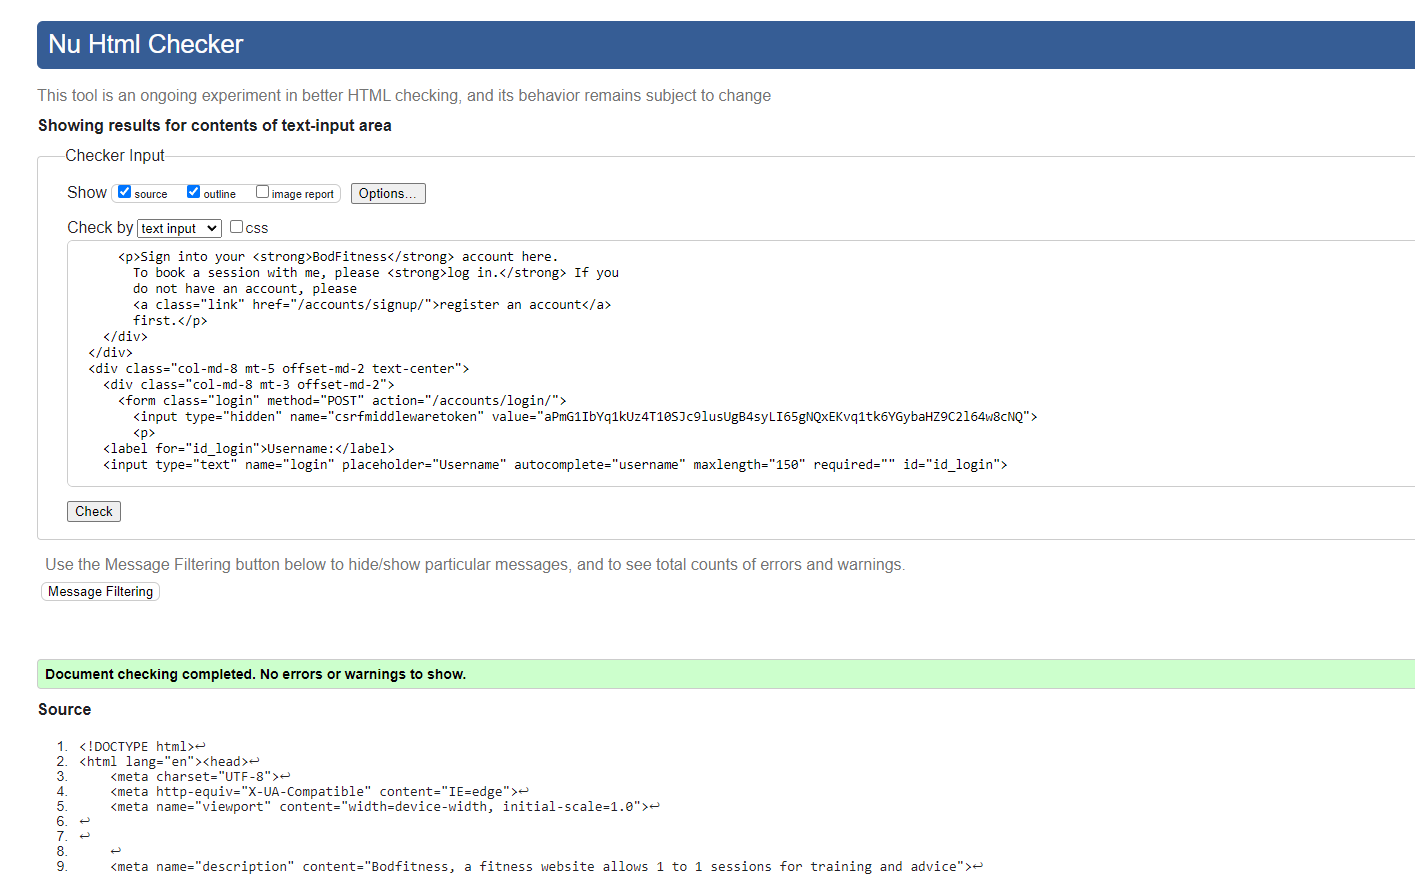 Nu Html Checker
This tool is an ongoing experiment in better HTML checking, and its behavior remains subject to change
Showing results for contents of text-input area
Checker Input
Show source outline image report Options...
Check by text input css
<p>Sign into your <strong>BodFitness</strong> account here.
To book a session with me, please <strong>log in.</strong> If you
do not have an account, please
<a class="link" href="/accounts/signup/">register an account</a>
first.</p>
</div>
</div>
<div class="col-md-8 mt-5 offset-md-2 text-center">
<div class="col-md-8 mt-3 offset-md-2">
<form class="login" method="POST" action="/accounts/login/">
<input type="hidden" name="csrfmiddlewaretoken" value="aPmG1IbYq1kUz4T10SJc9lusUgB4syLI65gNQxEKvq1tk6YGybaHZ9C2l64w8cNQ">
<p>
<label for="id_login">Username:</label>
<input type="text" name="login" placeholder="Username" autocomplete="username" maxlength="150" required="" id="id_login">
Check
Use the Message Filtering button below to hide/show particular messages, and to see total counts of errors and warnings.
Message Filtering
Document checking completed. No errors or warnings to show.
Source
1. <!DOCTYPE html>↩
2. <html lang="en"><head>↩
3. <meta charset="UTF-8">↩
4. <meta http-equiv="X-UA-Compatible" content="IE=edge">↩
5. <meta name="viewport" content="width=device-width, initial-scale=1.0">↩
6. ↩
7. ↩
8. ↩
9. <meta name="description" content="Bodfitness, a fitness website allows 1 to 1 sessions for training and advice">↩